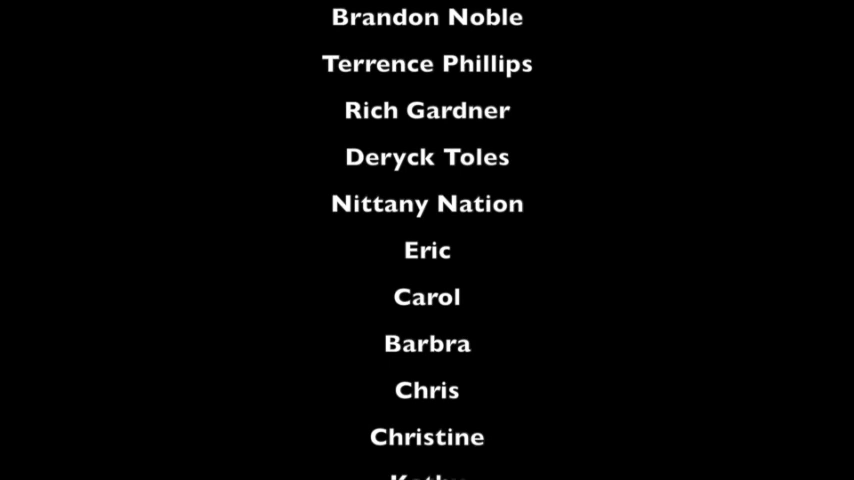 Brandon Noble
Terrence Phillips
Rich Gardner
Deryck Toles
Nittany Nation
Eric
Carol
Barbra
Chris
Christine